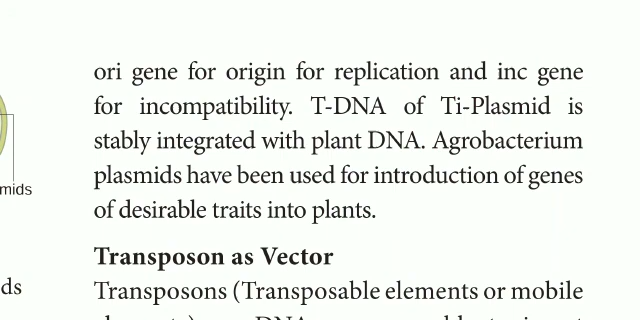 ori gene for origin for replication and inc gene
for incompatibility. T-DNA of Ti-Plasmid is
stably integrated with plant DNA. Agrobacterium
plasmids have been used for introduction of genes
mids
of desirable traits into plants.
Transposon as Vector
ds
Transposons (Transposable elements or mobile